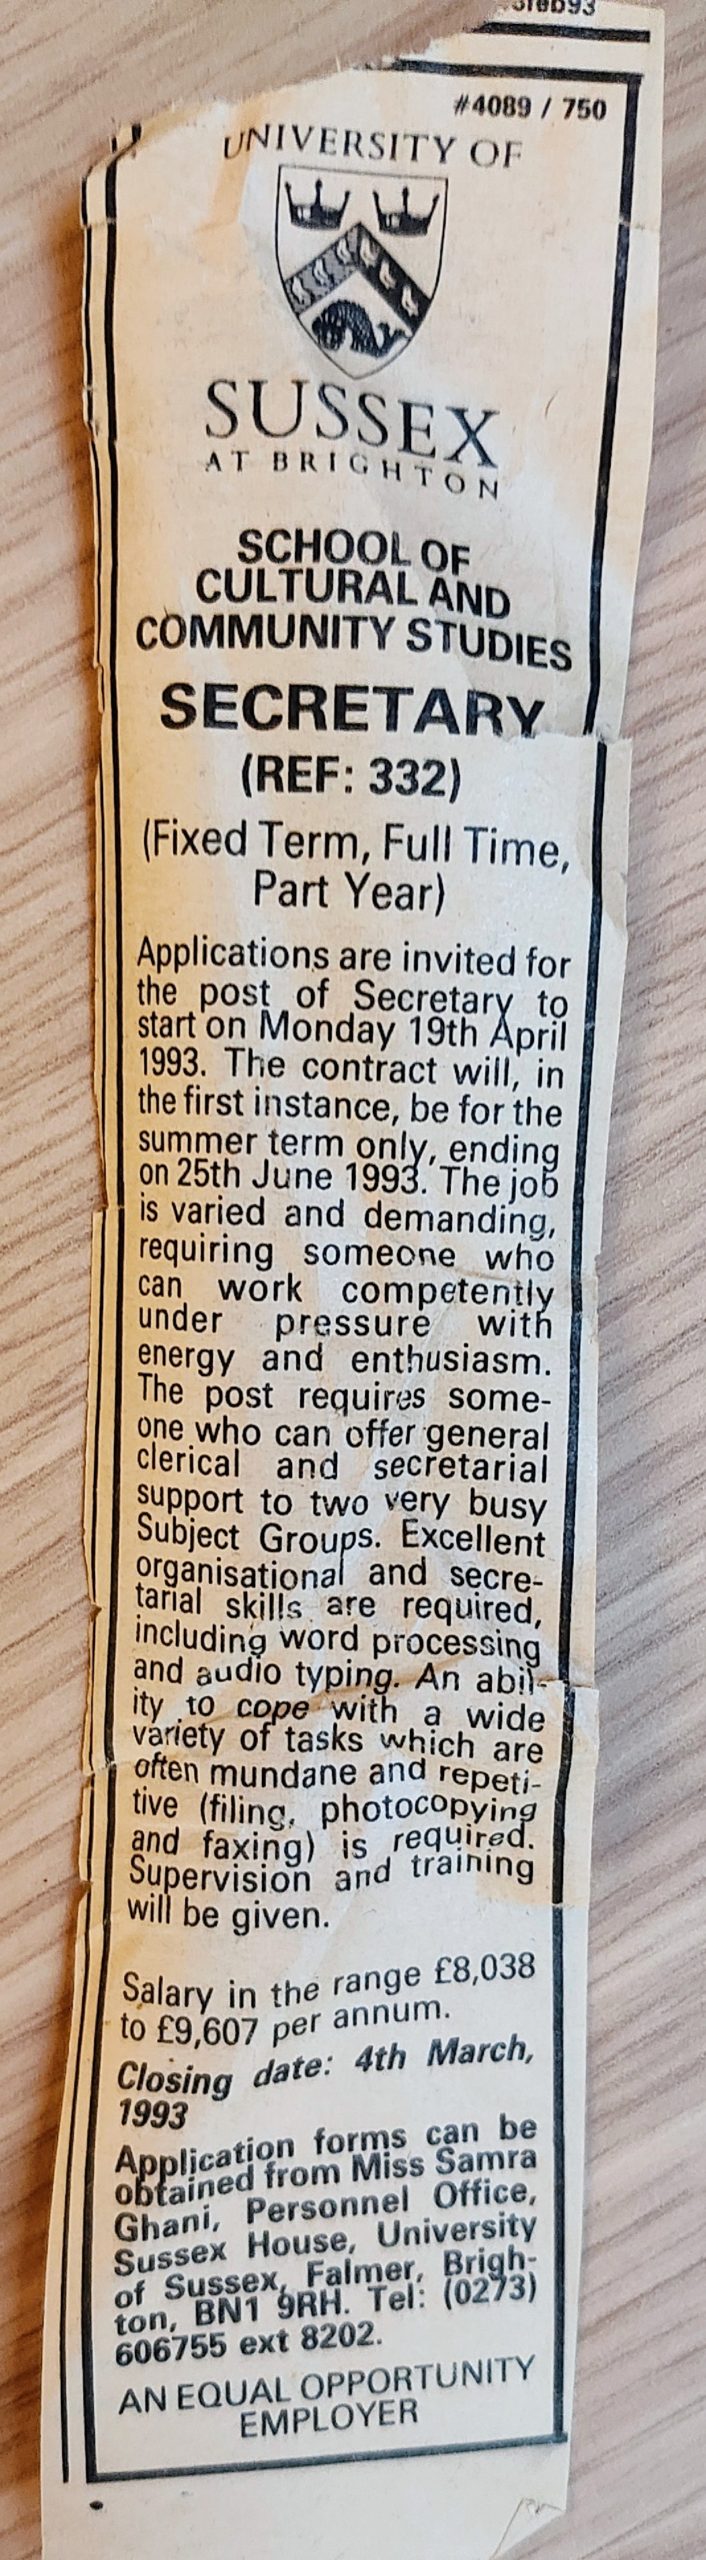 #4089 / 750
UNIVERSITY OF
SUSSEX
AT BRIGHTON
SCHOOL OF
CULTURAL AND
COMMUNITY STUDIES
SECRETARY
(REF: 332)
(Fixed Term, Full Time,
Part Year)
Applications are invited for
the post of Secretary to
start on Monday 19th April
1993. The contract will, in
the first instance, be for the
summer term only, ending
on 25th June 1993. The job
is varied and demanding,
requiring someone who
can work competently
under pressure with
energy and enthusiasm.
The post requires some-
one who can offer general
clerical and secretarial
support to two very busy
Subject Groups. Excellent
organisational and secre-
tarial skills are required,
including word processing
and audio typing. An abil-
ity to cope with a wide
variety of tasks which are
often mundane and repeti-
tive (filing, photocopying
and faxing) is required.
Supervision and training
will be given.
Salary in the range £8,038
to £9,607 per annum.
Closing date: 4th March,
1993
Application forms can be
obtained from Miss Samra
Ghani, Personnel Office,
Sussex House, University
of Sussex, Falmer, Brigh-
ton, BN1 9RH. Tel: (0273)
606755 ext 8202.
AN EQUAL OPPORTUNITY
EMPLOYER